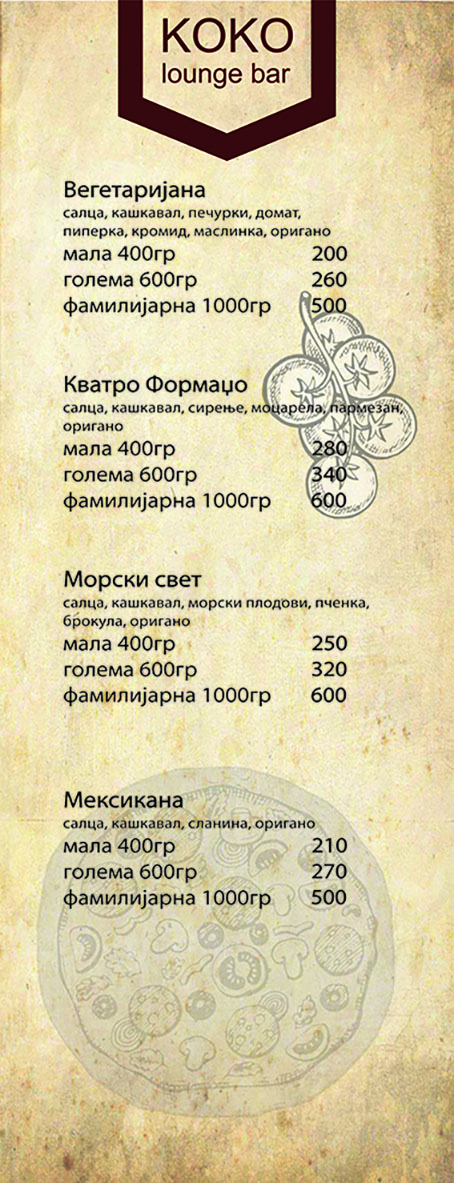 KOKO
lounge bar
Вегетаријана
салца, кашкавал, печурки, домат,
пиперка, кромид, маслинка, оригано
мала 400гр 200
голема 600гр 260
фамилијарна 1000гр 500
Кватро Формаџо
салца, кашкавал, сирење, моцарела, пармезан,
оригано
мала 400гр 280
голема 600гр 340
фамилијарна 1000гр 600
Морски свет
салца, кашкавал, морски плодови, пченка,
брокула, оригано
мала 400гр 250
голема 600гр 320
фамилијарна 1000гр 600
Мексикана
салца, кашкавал, сланина, оригано
мала 400гр 210
голема 600гр 270
фамилијарна 1000гр 500